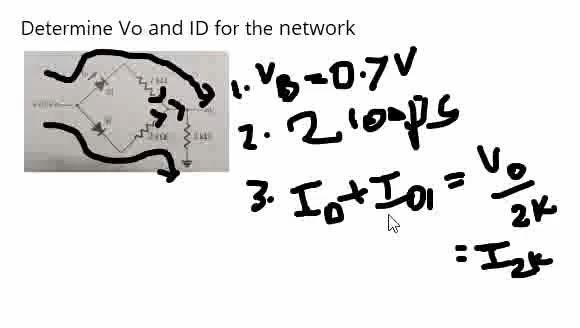 Determine Vo and ID for the network
1. VB = 0.7V
2. 2 loops
3. ID + ID1 = Vo / 2K
= I2K